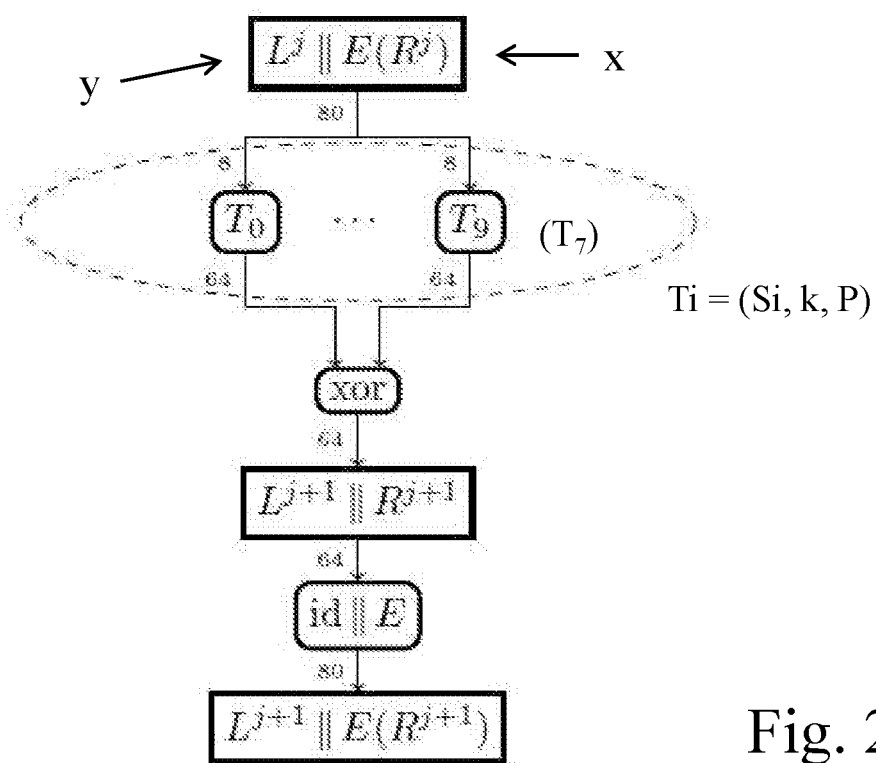 L^j || E(R^j)
x
y
80
8 8
T_0 ... T_9 (T_7)
64 64
Ti = (Si, k, P)
xor
64
L^{j+1} || R^{j+1}
64
id || E
80
L^{j+1} || E(R^{j+1})
Fig. 2